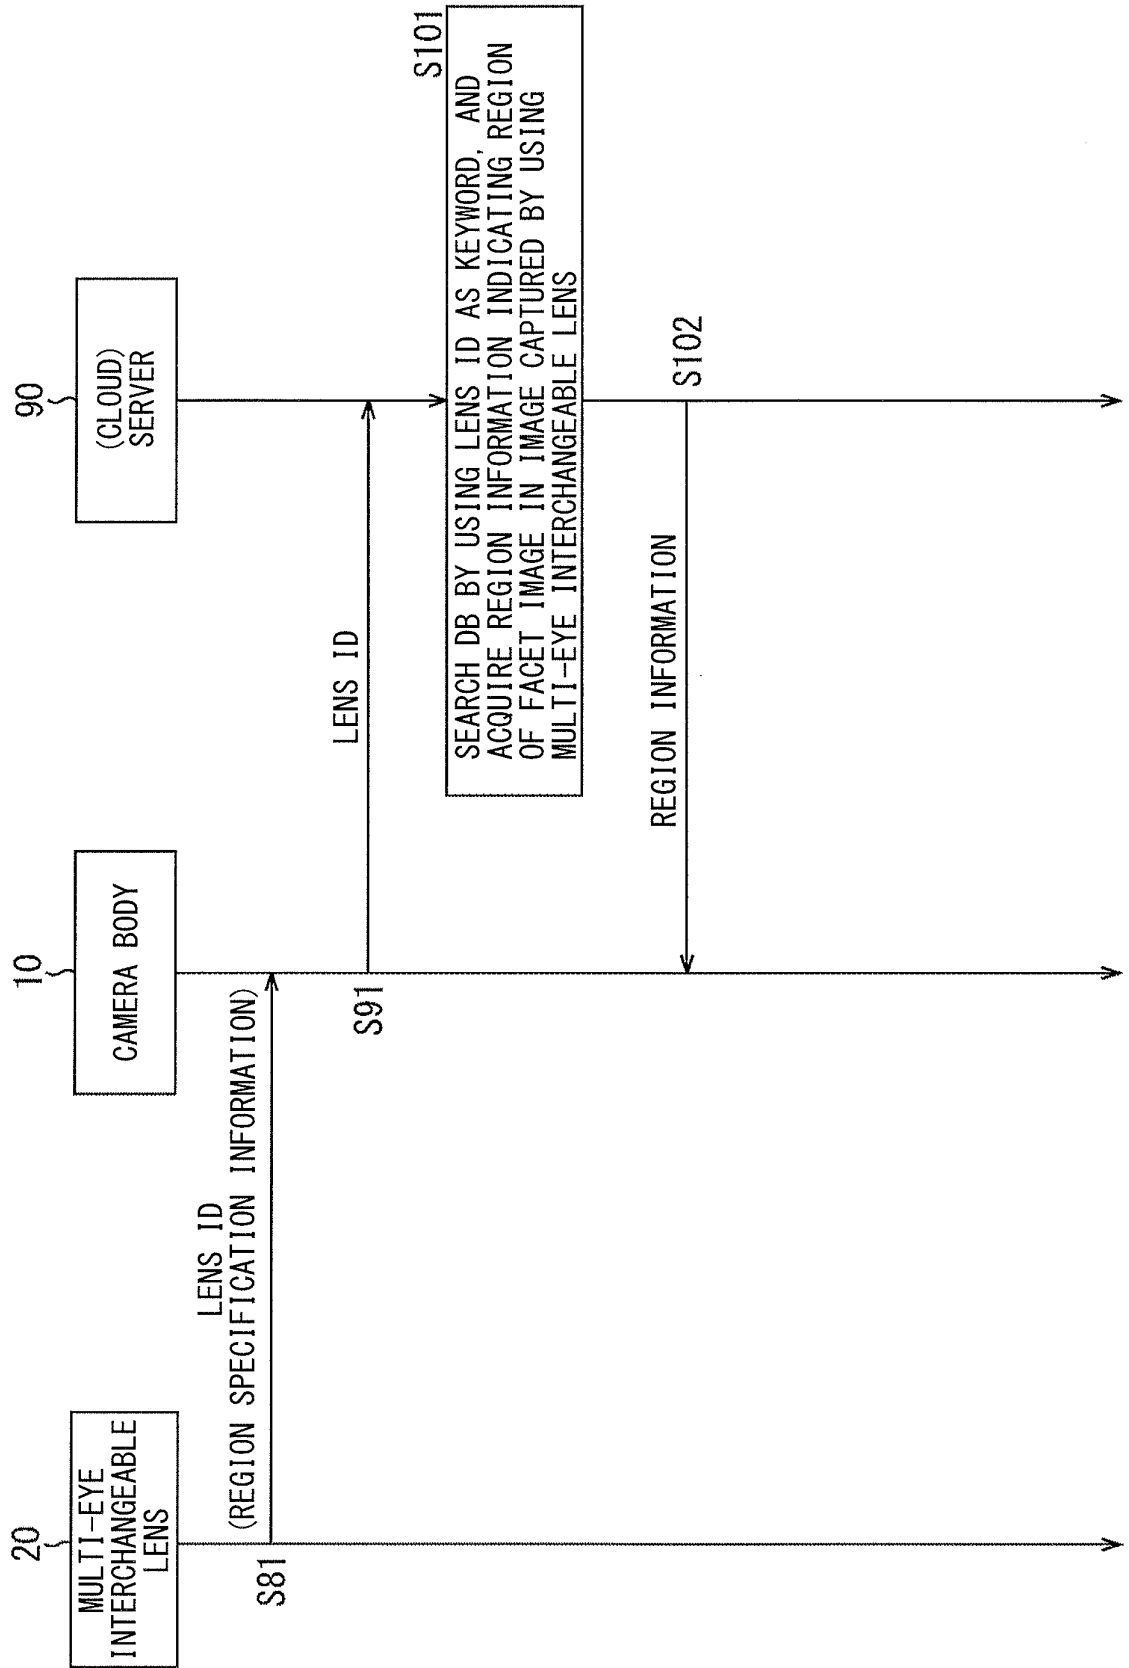 20
MULTI-EYE
INTERCHANGEABLE
LENS
10
CAMERA BODY
90
(CLOUD)
SERVER
S81
LENS ID
(REGION SPECIFICATION INFORMATION)
S91
LENS ID
S101
SEARCH DB BY USING LENS ID AS KEYWORD, AND
ACQUIRE REGION INFORMATION INDICATING REGION
OF FACET IMAGE IN IMAGE CAPTURED BY USING
MULTI-EYE INTERCHANGEABLE LENS
REGION INFORMATION
S102